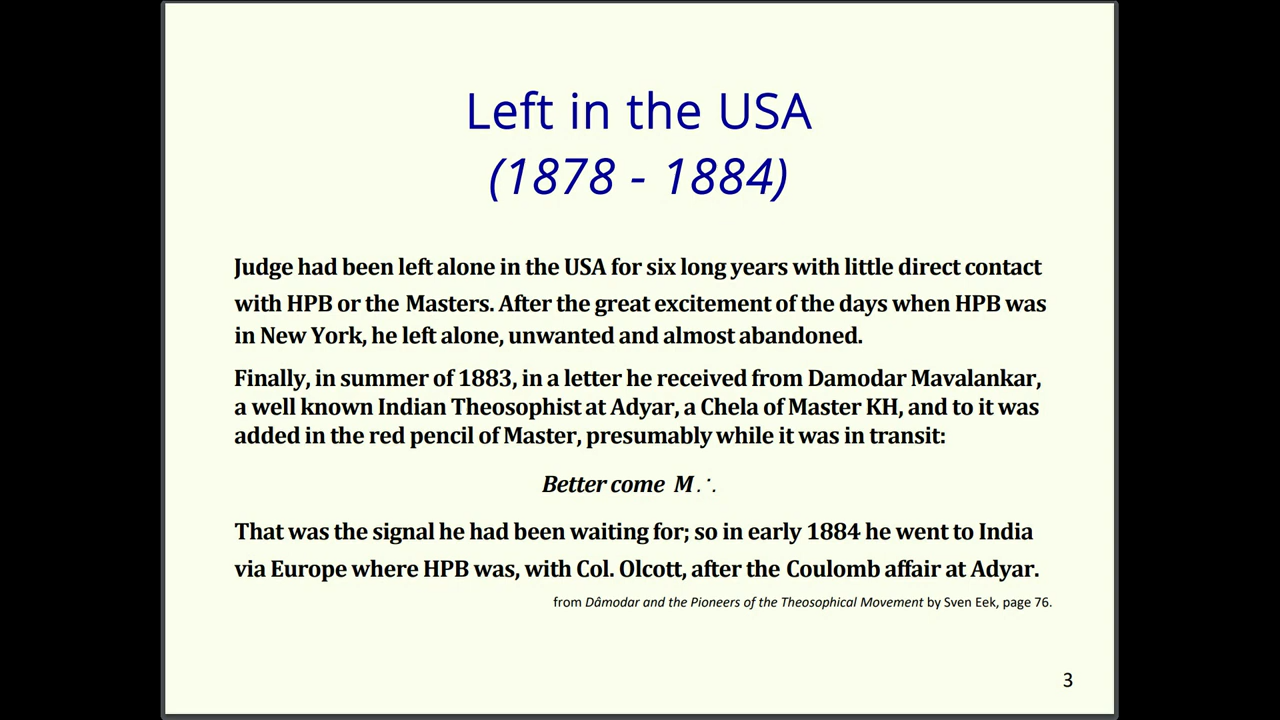 Left in the USA
(1878 - 1884)
Judge had been left alone in the USA for six long years with little direct contact
with HPB or the Masters. After the great excitement of the days when HPB was
in New York, he left alone, unwanted and almost abandoned.
Finally, in summer of 1883, in a letter he received from Damodar Mavalankar,
a well known Indian Theosophist at Adyar, a Chela of Master KH, and to it was
added in the red pencil of Master, presumably while it was in transit:
Better come M.·.
That was the signal he had been waiting for; so in early 1884 he went to India
via Europe where HPB was, with Col. Olcott, after the Coulomb affair at Adyar.
from Dâmodar and the Pioneers of the Theosophical Movement by Sven Eek, page 76.
3